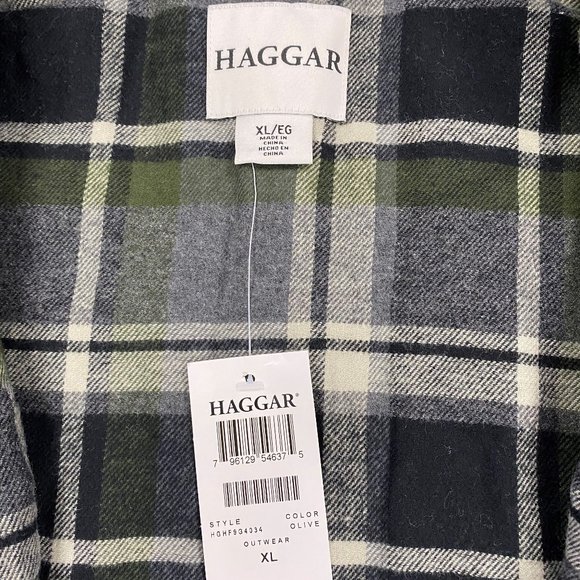 HAGGAR
XL/EG
MADE IN
CHINA
HECHO EN
CHINA
HAGGAR®
7 96129 54637 5
STYLE COLOR
HGHF9G4034 OLIVE
OUTWEAR
XL